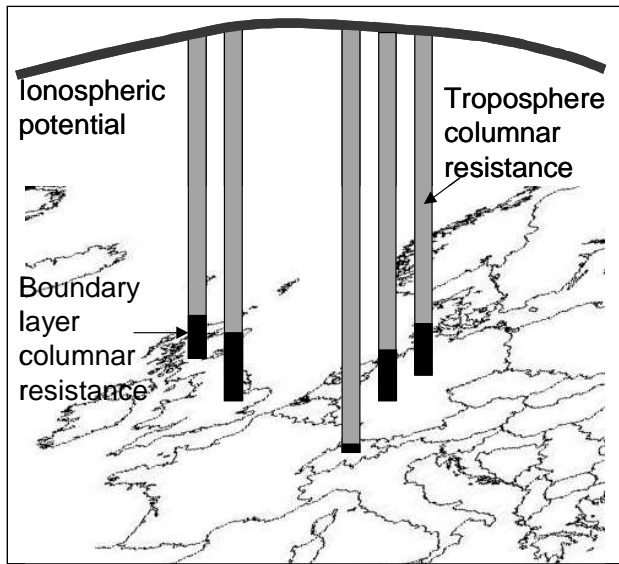 Ionospheric
potential
Troposphere
columnar
resistance
Boundary
layer
columnar
resistance